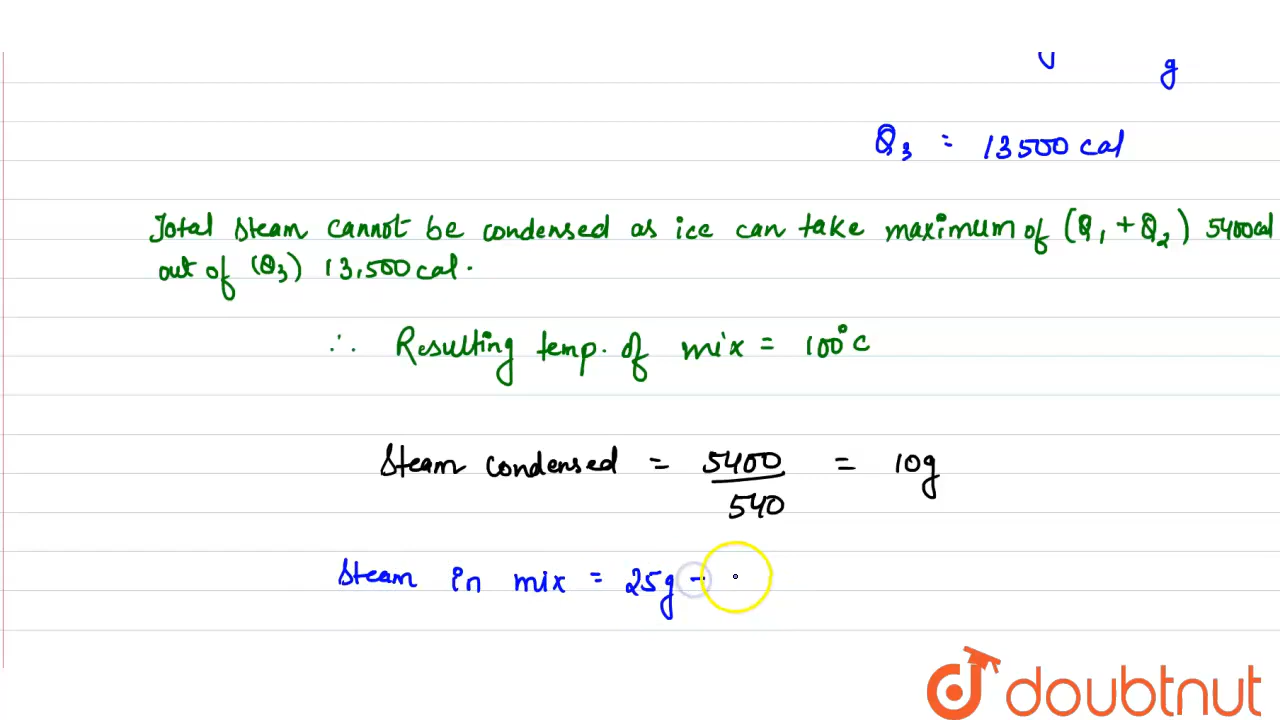 g
Q₃ = 13500 cal
Total steam cannot be condensed as ice can take maximum of (Q₁ + Q₂) 5400cal
out of (Q₃) 13,500 cal.
∴ Resulting temp. of mix = 100°C
Steam condensed = 5400/540 = 10g
Steam in mix = 25g -
doubtnut